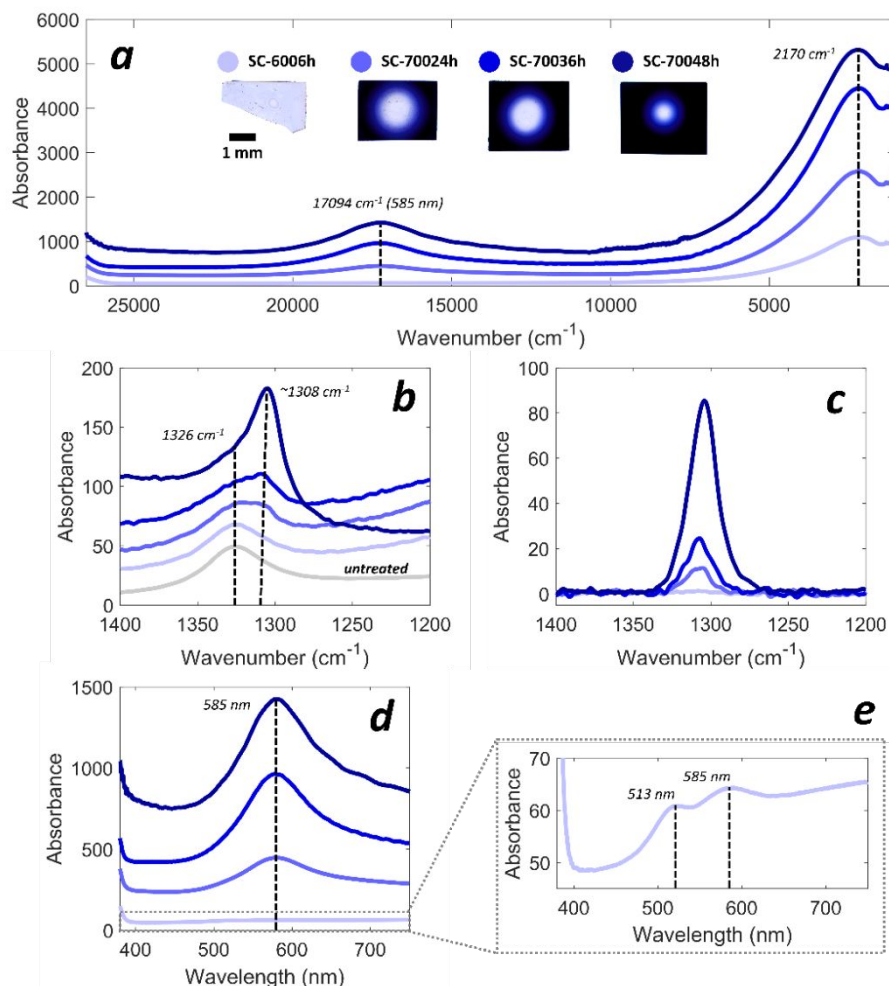 a
SC-6006h
SC-70024h
SC-70036h
SC-70048h
1 mm
2170 cm⁻¹
17094 cm⁻¹ (585 nm)
6000
5000
4000
3000
2000
1000
0
Absorbance
25000
20000
15000
10000
5000
Wavenumber (cm⁻¹)
b
~1308 cm⁻¹
1326 cm⁻¹
untreated
200
150
100
50
0
Absorbance
1400
1350
1300
1250
1200
Wavenumber (cm⁻¹)
c
100
80
60
40
20
0
Absorbance
1400
1350
1300
1250
1200
Wavenumber (cm⁻¹)
d
585 nm
1500
1000
500
0
Absorbance
400
500
600
700
Wavelength (nm)
e
585 nm
513 nm
70
60
50
Absorbance
400
500
600
700
Wavelength (nm)